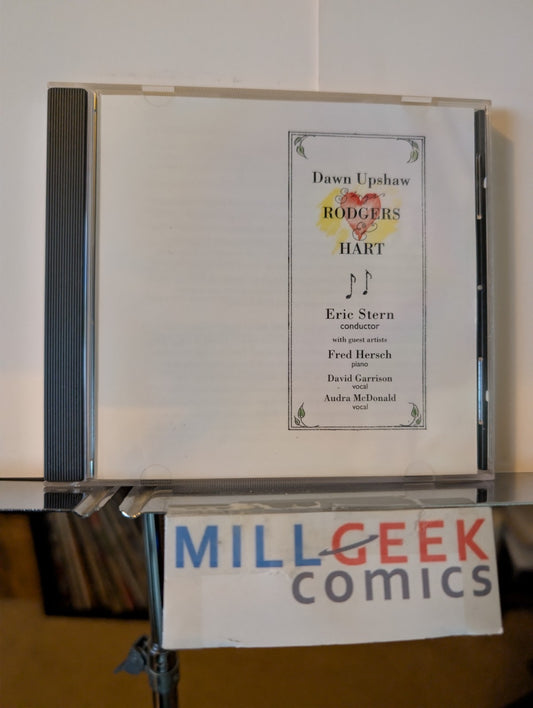 Dawn Upshaw
Sings
RODGERS
&
HART
Eric Stern
conductor
with guest artists
Fred Hersch
piano
David Garrison
vocal
Audra McDonald
vocal
MILLGEEK
comics